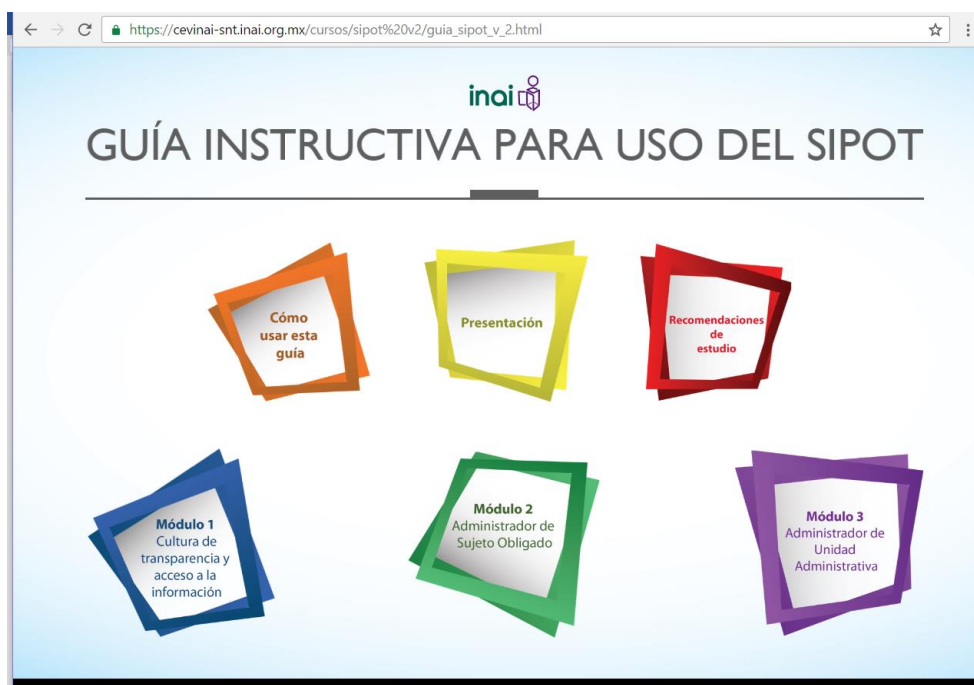 https://cevinai-snt.inai.org.mx/cursos/sipot%20v2/guia_sipot_v_2.html
inai
GUÍA INSTRUCTIVA PARA USO DEL SIPOT
Cómo
usar esta
guía
Presentación
Recomendaciones
de
estudio
Módulo 1
Cultura de
transparencia y
acceso a la
información
Módulo 2
Administrador de
Sujeto Obligado
Módulo 3
Administrador de
Unidad
Administrativa